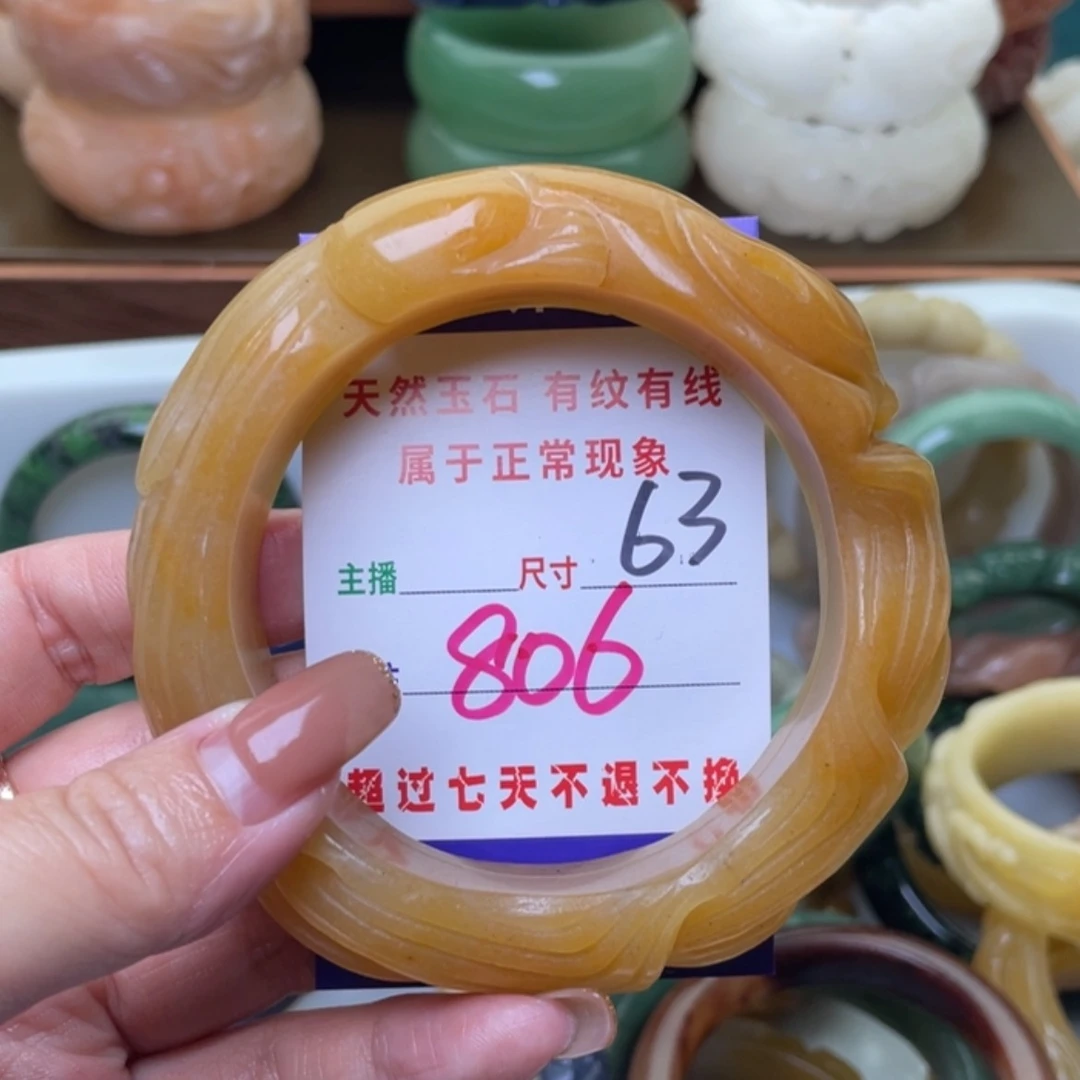 天然玉石 有纹有线
属于正常现象
主播 尺寸 63
806
超过七天不退不换